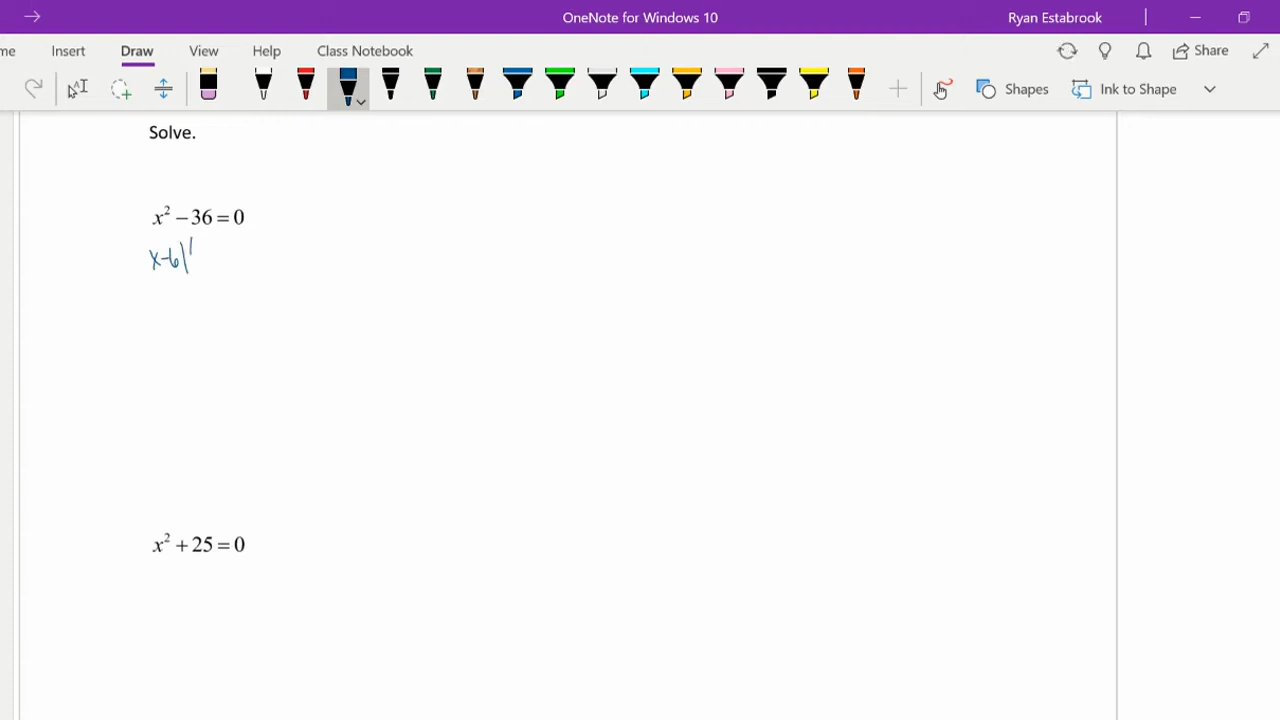 OneNote for Windows 10
Ryan Estabrook
me Insert Draw View Help Class Notebook Share
Shapes Ink to Shape
Solve.
x² − 36 = 0
x-6)(
x² + 25 = 0